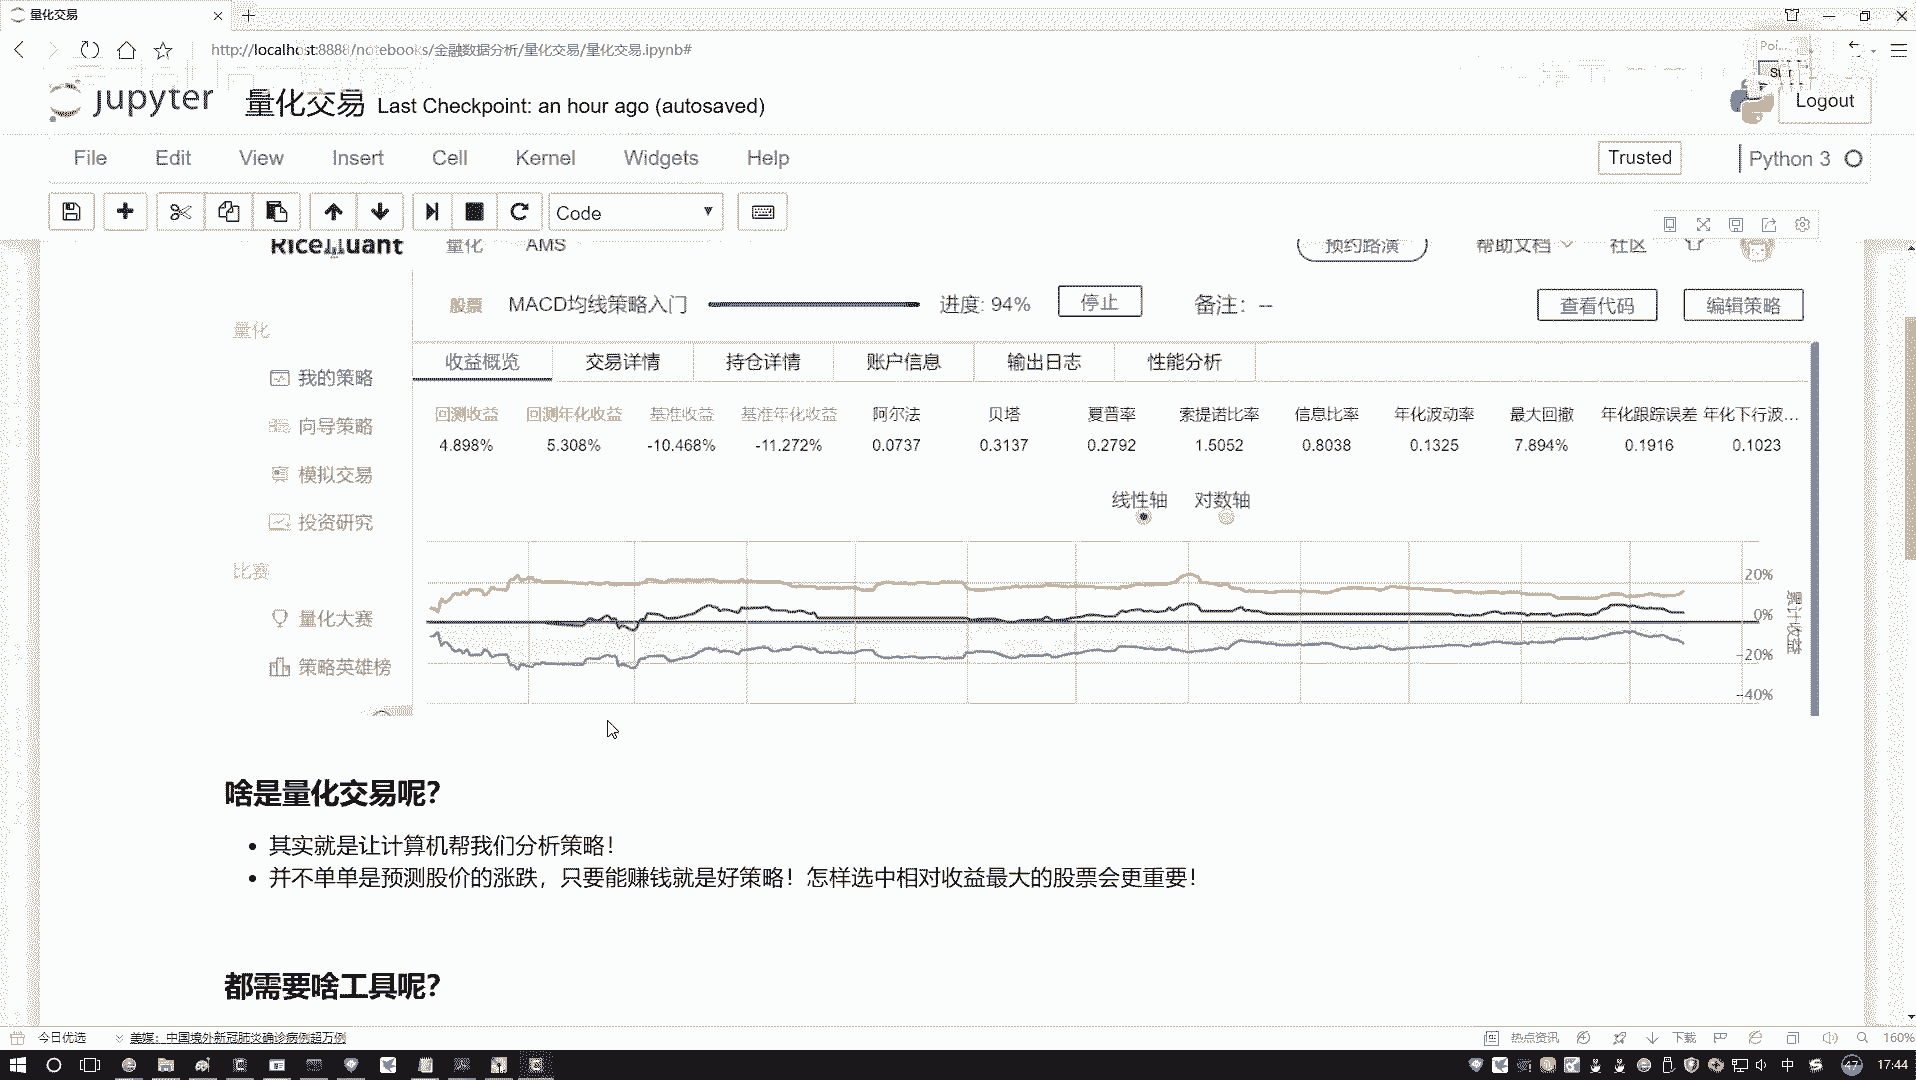 量化交易
http://localhost:8888/notebooks/金融数据分析/量化交易/量化交易.ipynb#
Poi...
jupyter 量化交易 Last Checkpoint: an hour ago (autosaved)
Logout
File Edit View Insert Cell Kernel Widgets Help
Trusted Python 3
Code
RiceQuant 量化 AMS 预约路演 帮助文档 社区
股票 MACD均线策略入门 进度: 94% 停止 备注: -- 查看代码 编辑策略
量化
我的策略
向导策略
模拟交易
投资研究
比赛
量化大赛
策略英雄榜
收益概览 交易详情 持仓详情 账户信息 输出日志 性能分析
回测收益 回测年化收益 基准收益 基准年化收益 阿尔法 贝塔 夏普率 索提诺比率 信息比率 年化波动率 最大回撤 年化跟踪误差 年化下行波...
4.898% 5.308% -10.468% -11.272% 0.0737 0.3137 0.2792 1.5052 0.8038 0.1325 7.894% 0.1916 0.1023
线性轴 对数轴
20%
0%
-20%
-40%
累计收益
啥是量化交易呢?
其实就是让计算机帮我们分析策略!
并不单单是预测股价的涨跌，只要能赚钱就是好策略！怎样选中相对收益最大的股票会更重要!
都需要啥工具呢?
今日优选 美媒：中国境外新冠肺炎确诊病例超万例 热点资讯 下载 160%
中 47 17:44